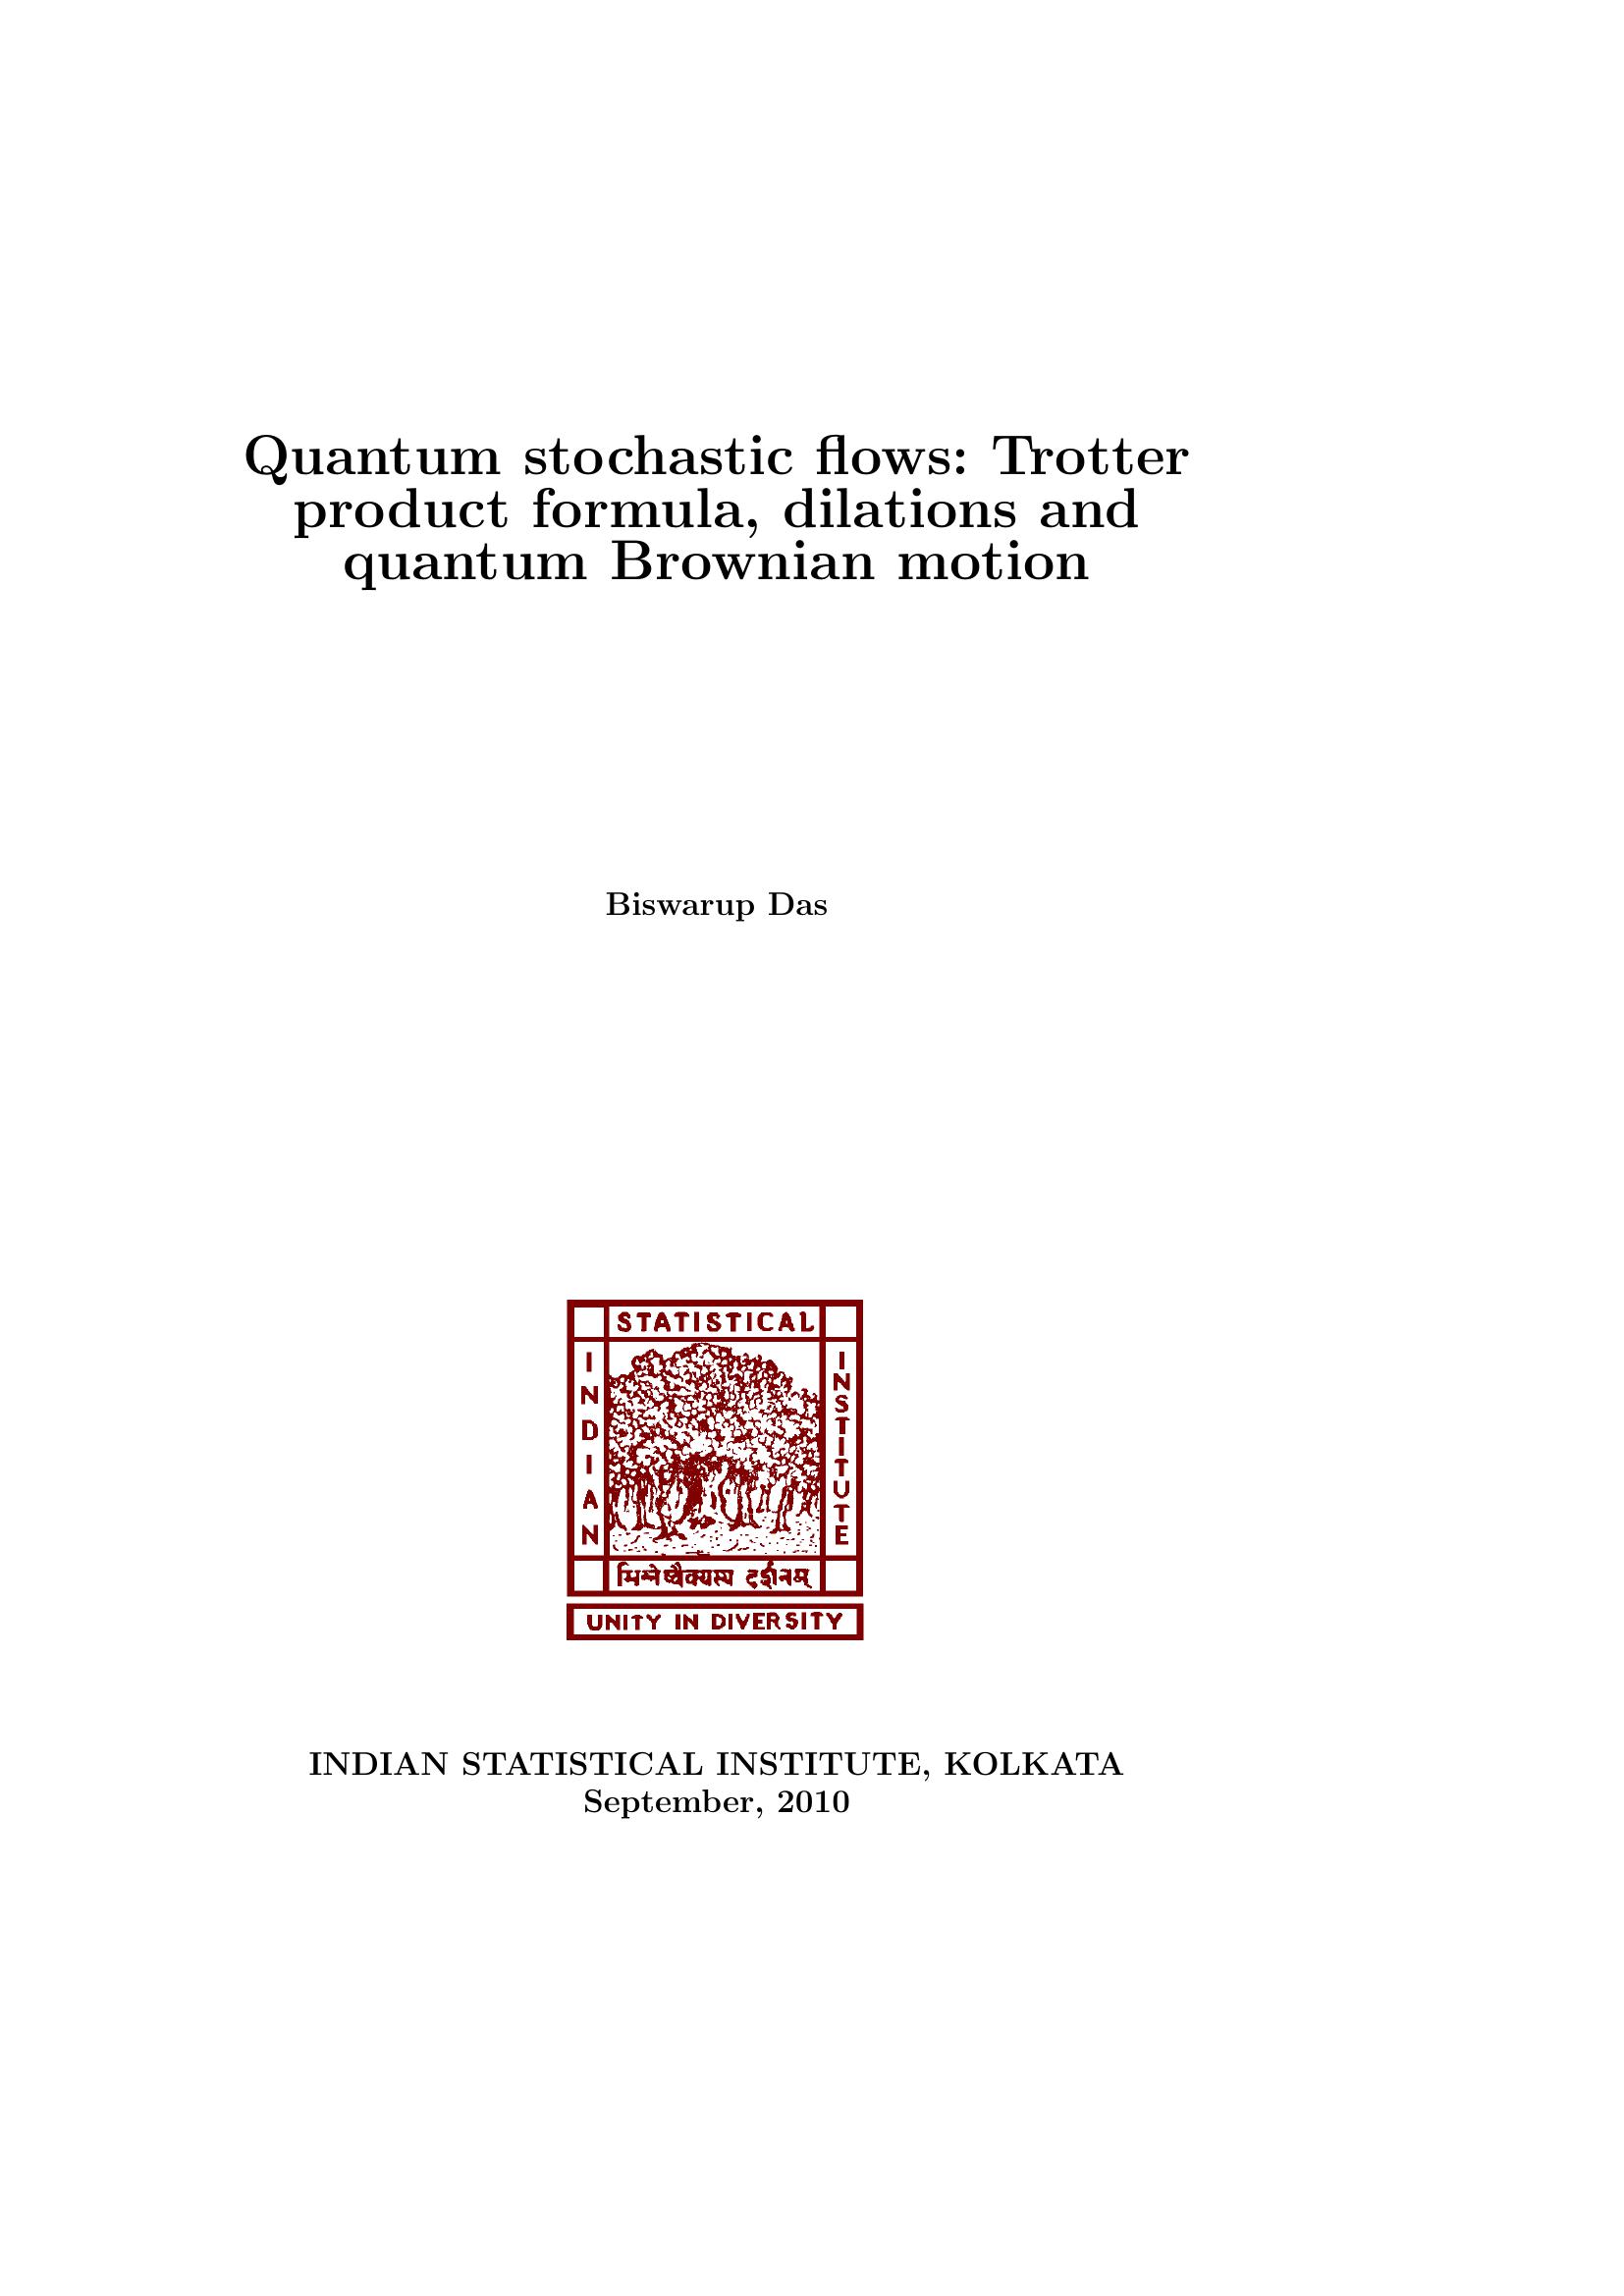 Quantum stochastic flows: Trotter
product formula, dilations and
quantum Brownian motion
Biswarup Das
STATISTICAL
INDIAN
INSTITUTE
भिन्नेष्वैक्यस्य दर्शनम्
UNITY IN DIVERSITY
INDIAN STATISTICAL INSTITUTE, KOLKATA
September, 2010